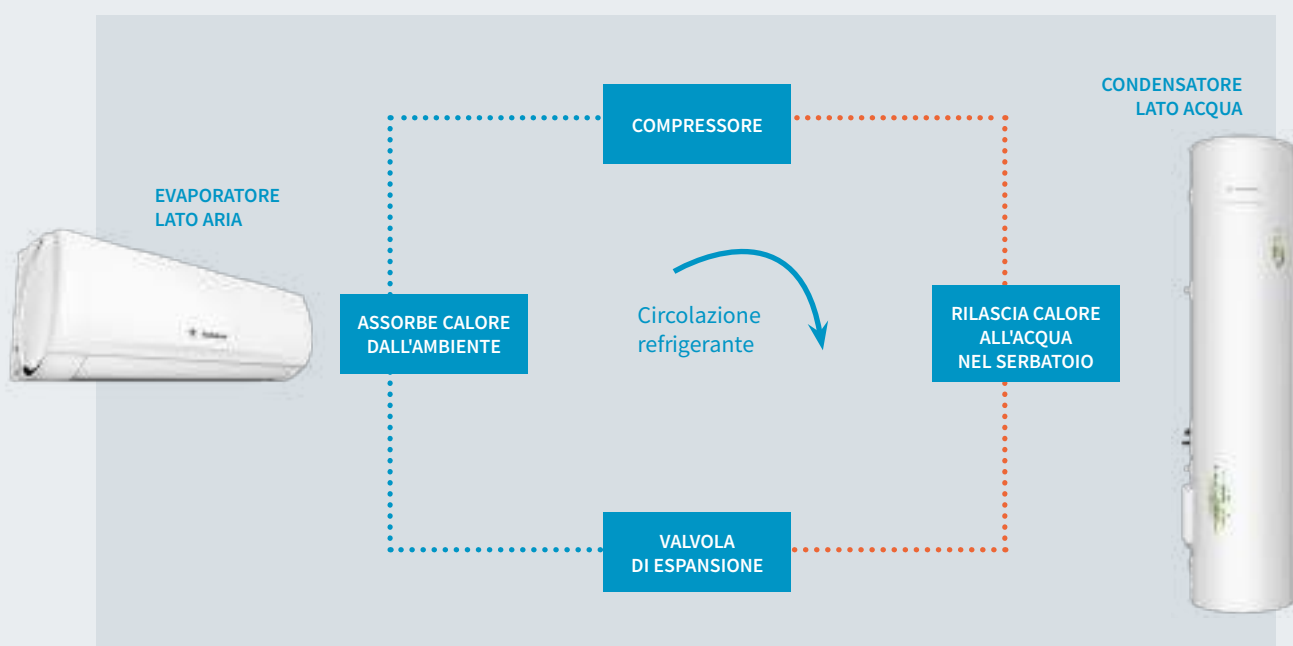 CONDENSATORE
LATO ACQUA
COMPRESSORE
EVAPORATORE
LATO ARIA
ASSORBE CALORE
DALL'AMBIENTE
Circolazione
refrigerante
RILASCIA CALORE
ALL'ACQUA
NEL SERBATOIO
VALVOLA
DI ESPANSIONE